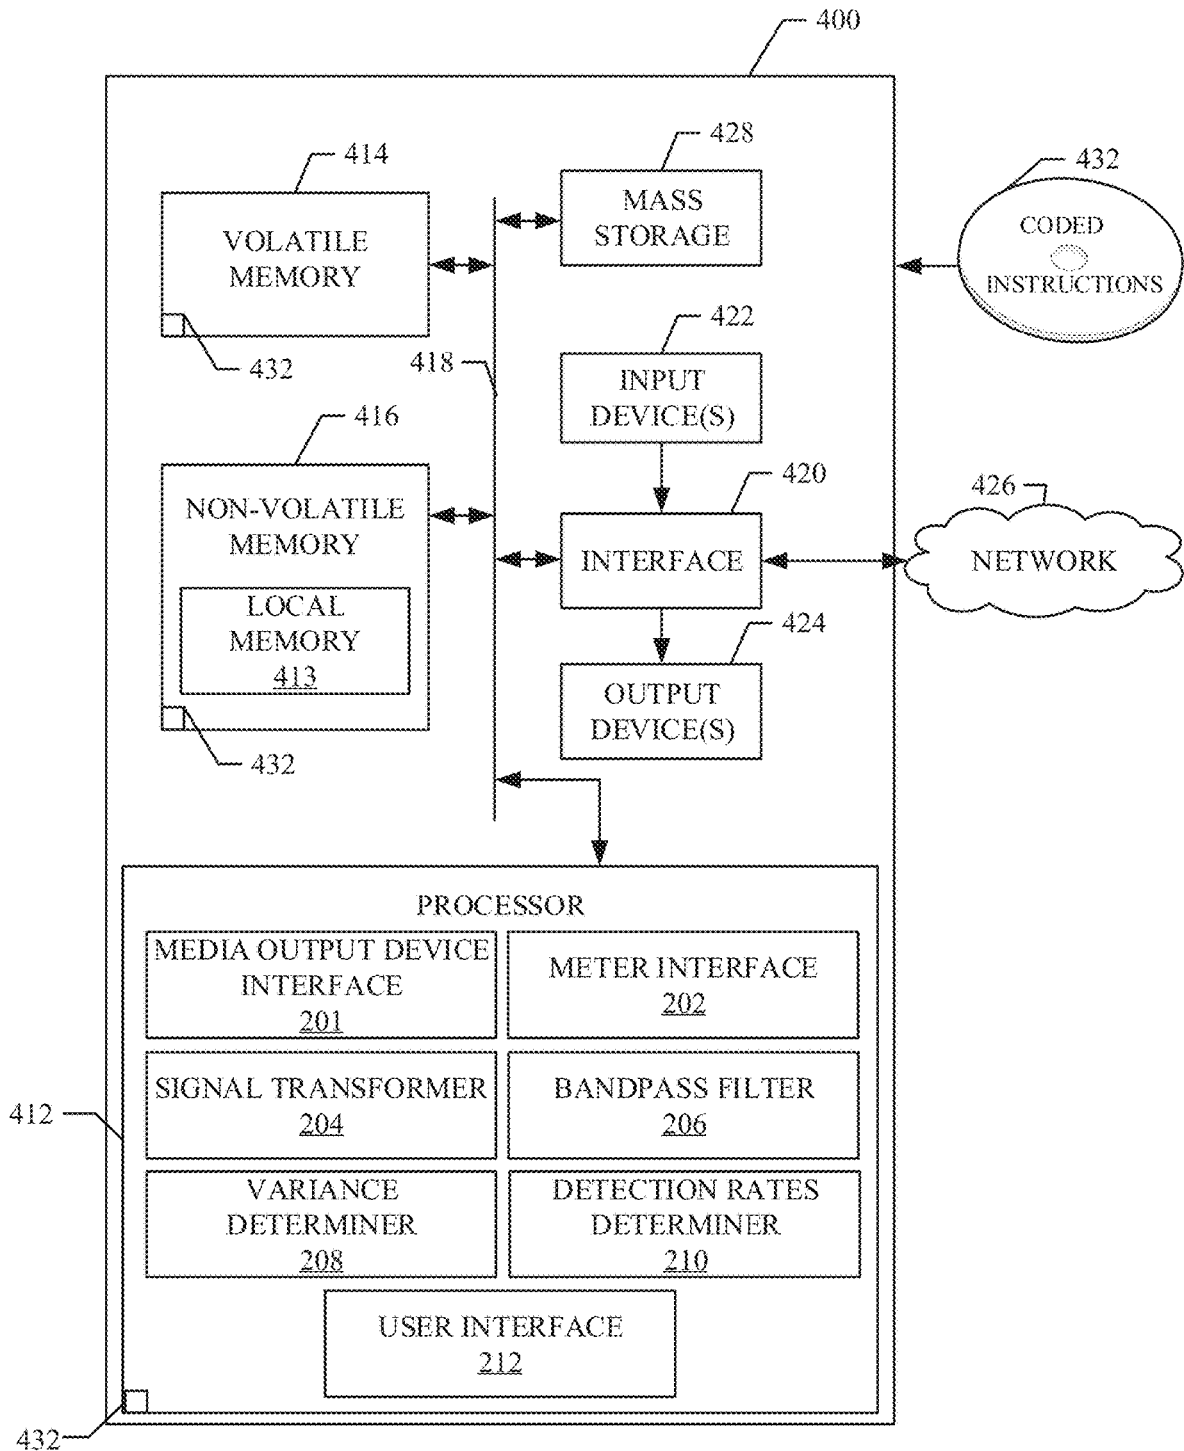 400
428
414
432
MASS
STORAGE
VOLATILE
MEMORY
CODED
INSTRUCTIONS
422
432
418
INPUT
DEVICE(S)
416
420
426
NON-VOLATILE
MEMORY
INTERFACE
NETWORK
LOCAL
MEMORY
413
424
OUTPUT
DEVICE(S)
432
PROCESSOR
MEDIA OUTPUT DEVICE
INTERFACE
201
METER INTERFACE
202
SIGNAL TRANSFORMER
204
BANDPASS FILTER
206
412
VARIANCE
DETERMINER
208
DETECTION RATES
DETERMINER
210
USER INTERFACE
212
432